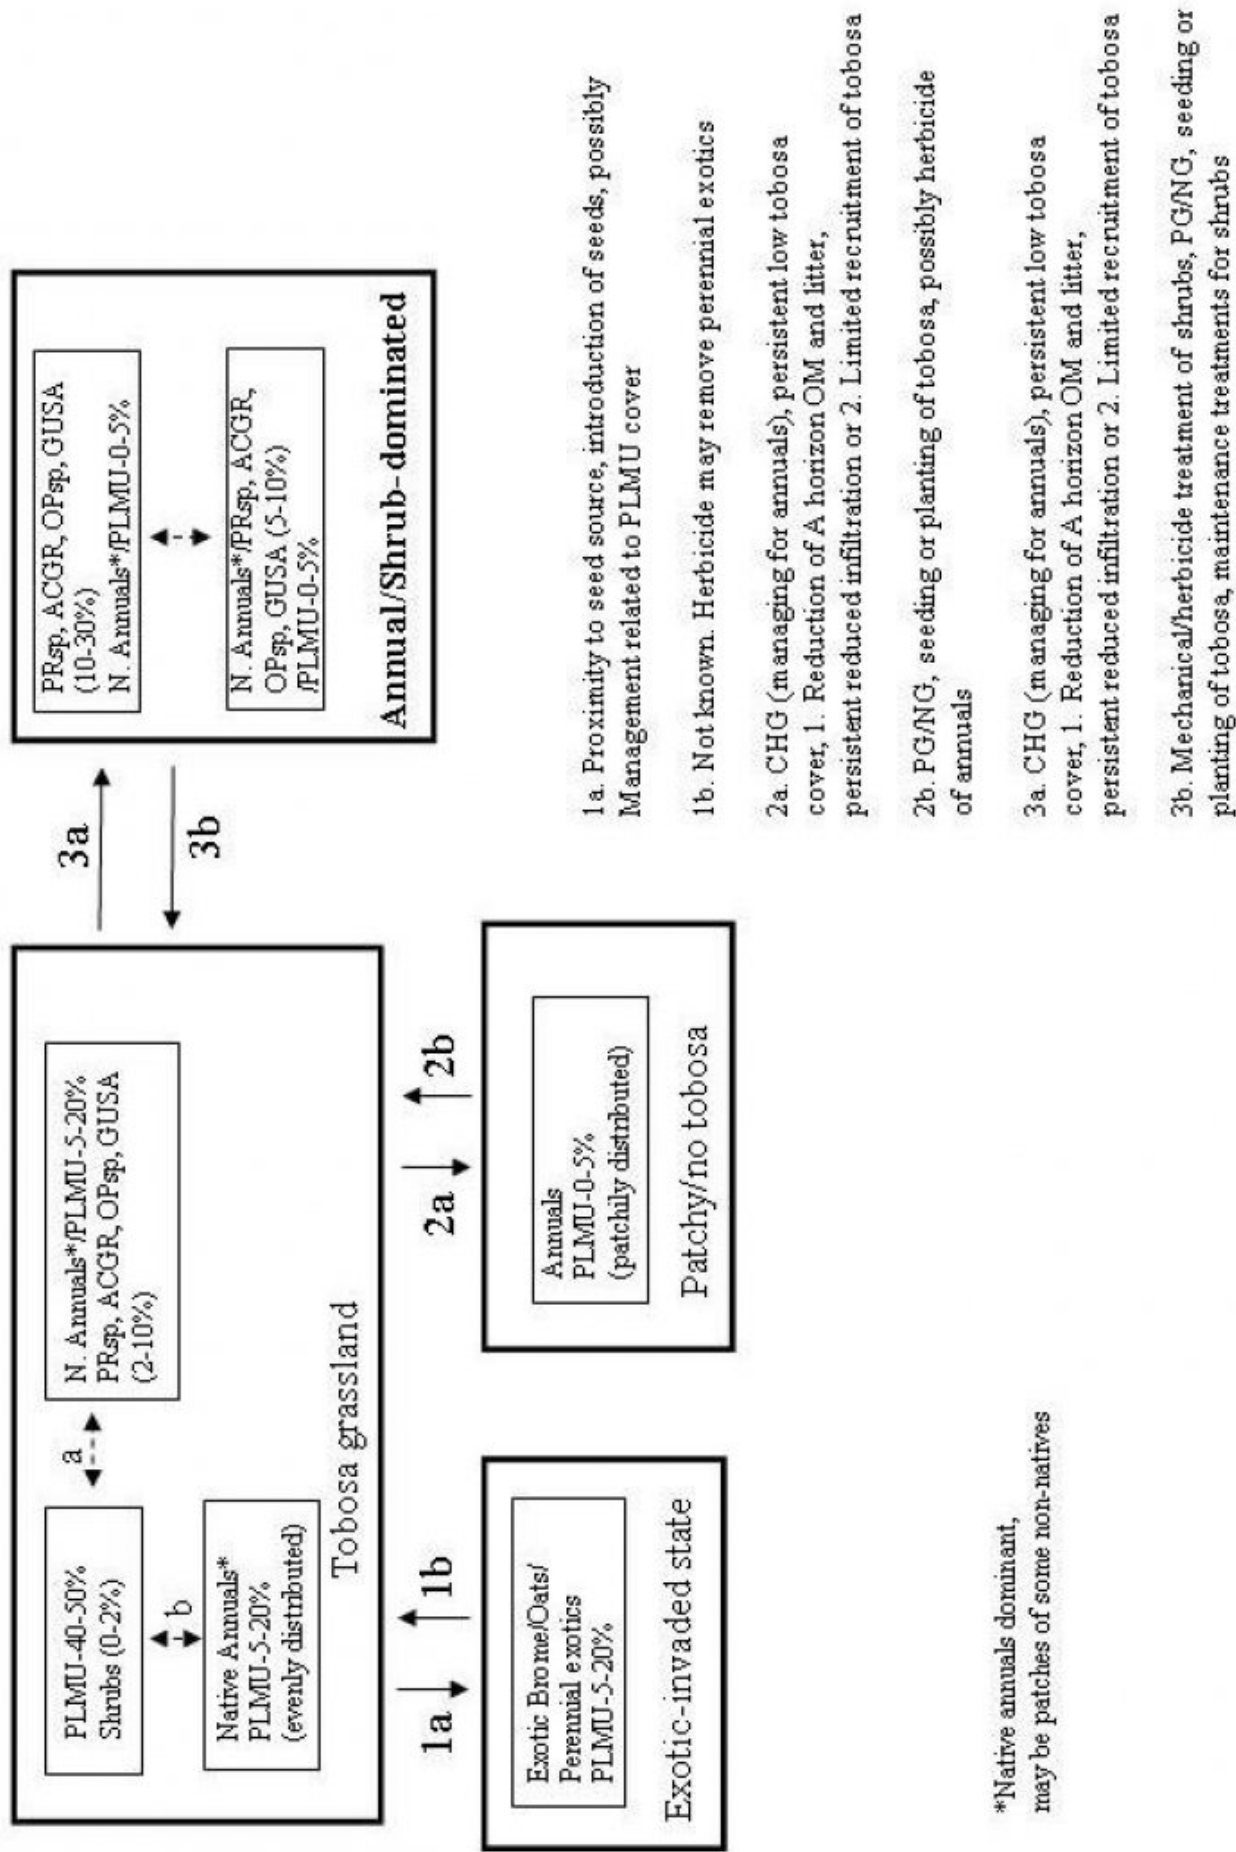 PLMU-40-50%
Shrubs (0-2%)
a
N. Annuals*/PLMU-5-20%
PRsp, ACGR, OPsp, GUSA
(2-10%)
b
Native Annuals*
PLMU-5-20%
(evenly distributed)
Tobosa grassland
3a
3b
PRsp, ACGR, OPsp, GUSA
(10-30%)
N. Annuals*/PLMU-0-5%
N. Annuals*/PRsp, ACGR,
OPsp, GUSA (5-10%)
/PLMU-0-5%
Annual/Shrub-dominated
1a
1b
2a
2b
Exotic Brome/Oats/
Perennial exotics
PLMU-5-20%
Exotic-invaded state
Annuals
PLMU-0-5%
(patchily distributed)
Patchy/no tobosa
1a. Proximity to seed source, introduction of seeds, possibly
Management related to PLMU cover
1b. Not known. Herbicide may remove perennial exotics
2a. CHG (managing for annuals), persistent low tobosa
cover, 1. Reduction of A horizon OM and litter,
persistent reduced infiltration or 2. Limited recruitment of tobosa
2b. PG/NG, seeding or planting of tobosa, possibly herbicide
of annuals
3a. CHG (managing for annuals), persistent low tobosa
cover, 1. Reduction of A horizon OM and litter,
persistent reduced infiltration or 2. Limited recruitment of tobosa
3b. Mechanical/herbicide treatment of shrubs, PG/NG, seeding or
planting of tobosa, maintenance treatments for shrubs
*Native annuals dominant,
may be patches of some non-natives